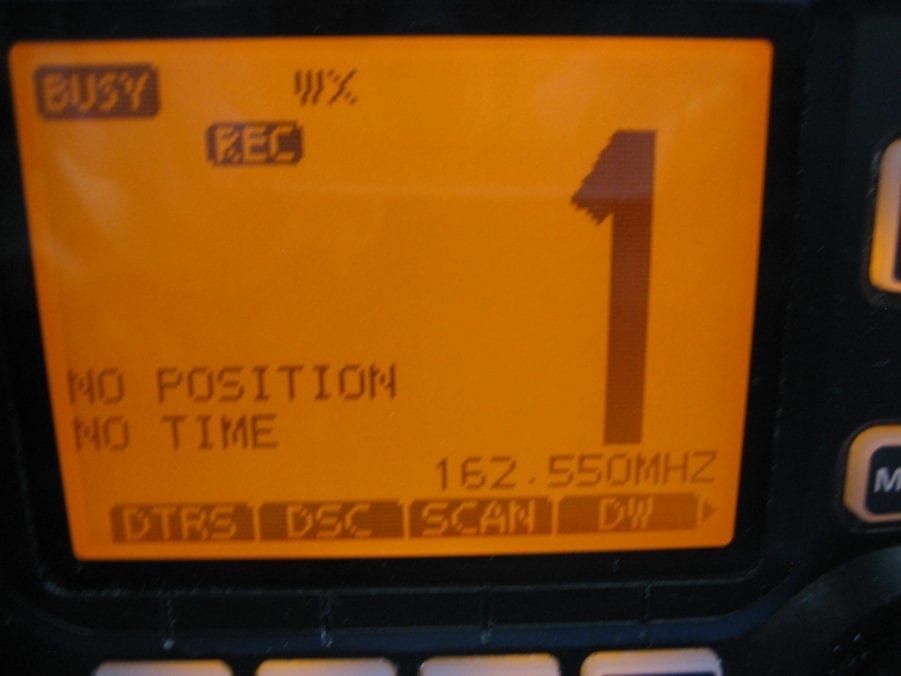 BUSY WX
REC
1
NO POSITION
NO TIME
162.550MHZ
DTRS DSC SCAN DW
M